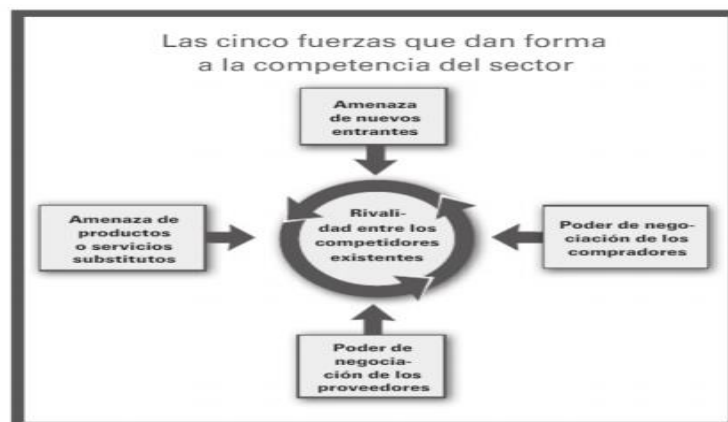 Las cinco fuerzas que dan forma
a la competencia del sector
Amenaza
de nuevos
entrantes
Amenaza de
productos
o servicios
substitutos
Rivali-
dad entre los
competidores
existentes
Poder de nego-
ciación de los
compradores
Poder de
negocia-
ción de los
proveedores